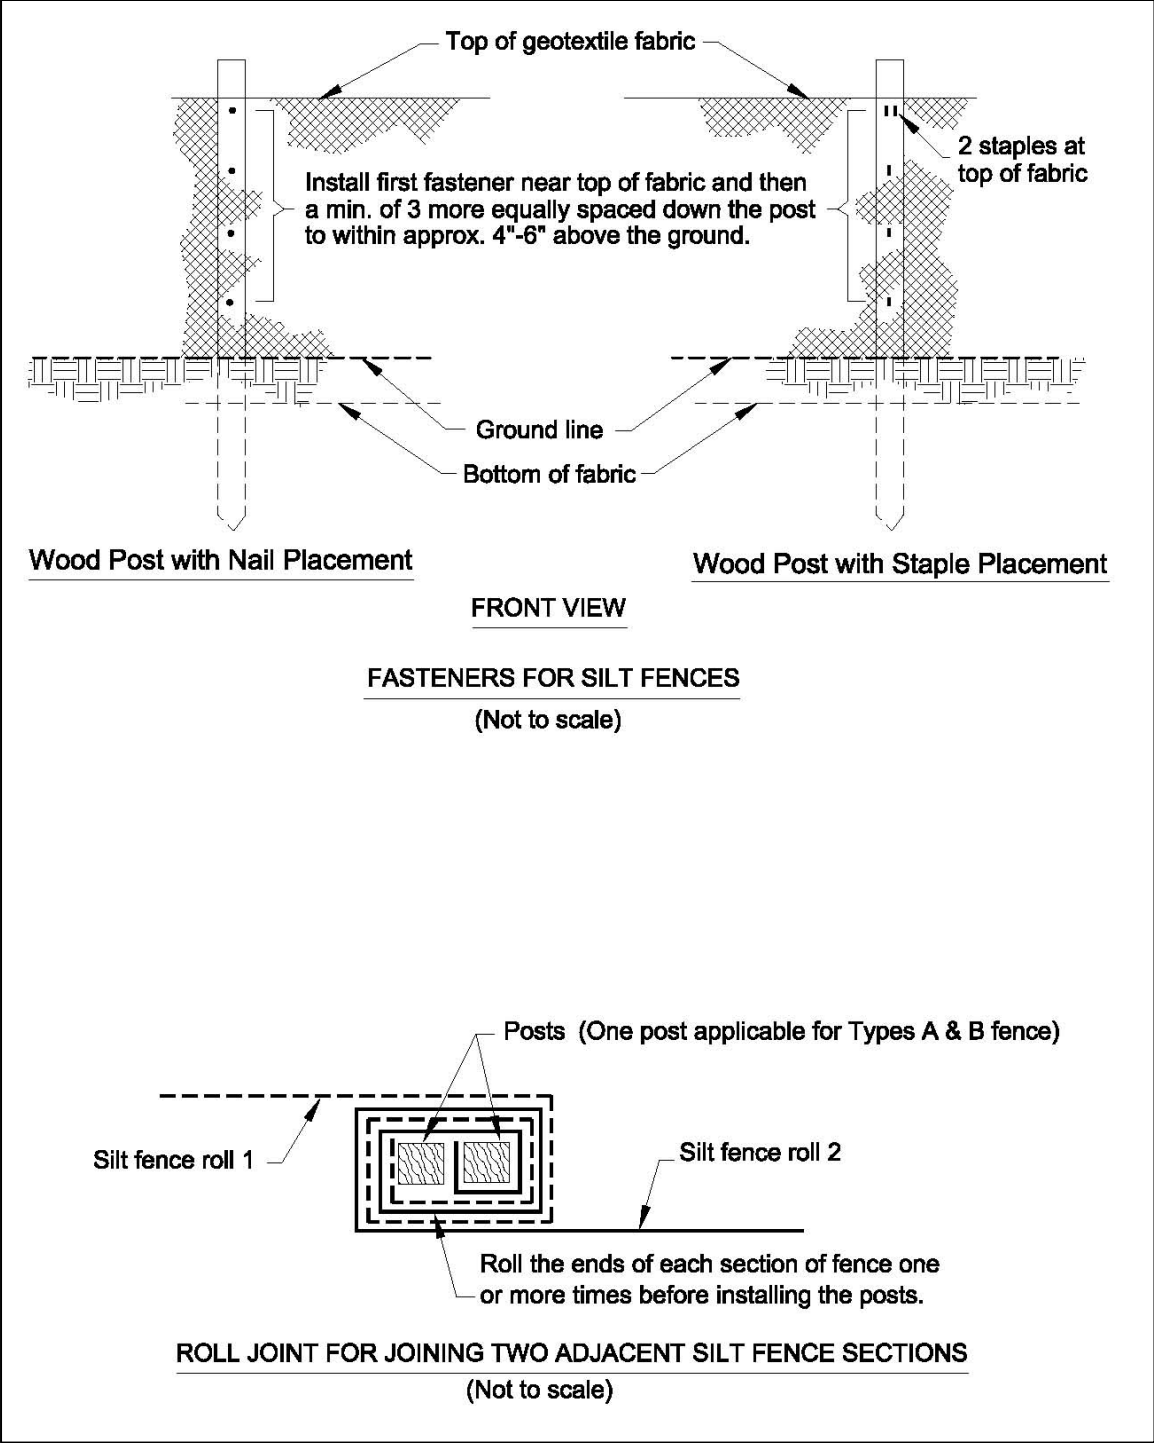 Top of geotextile fabric
2 staples at
top of fabric
Install first fastener near top of fabric and then
a min. of 3 more equally spaced down the post
to within approx. 4"-6" above the ground.
Ground line
Bottom of fabric
Wood Post with Nail Placement
Wood Post with Staple Placement
FRONT VIEW
FASTENERS FOR SILT FENCES
(Not to scale)
Posts (One post applicable for Types A & B fence)
Silt fence roll 1
Silt fence roll 2
Roll the ends of each section of fence one
or more times before installing the posts.
ROLL JOINT FOR JOINING TWO ADJACENT SILT FENCE SECTIONS
(Not to scale)